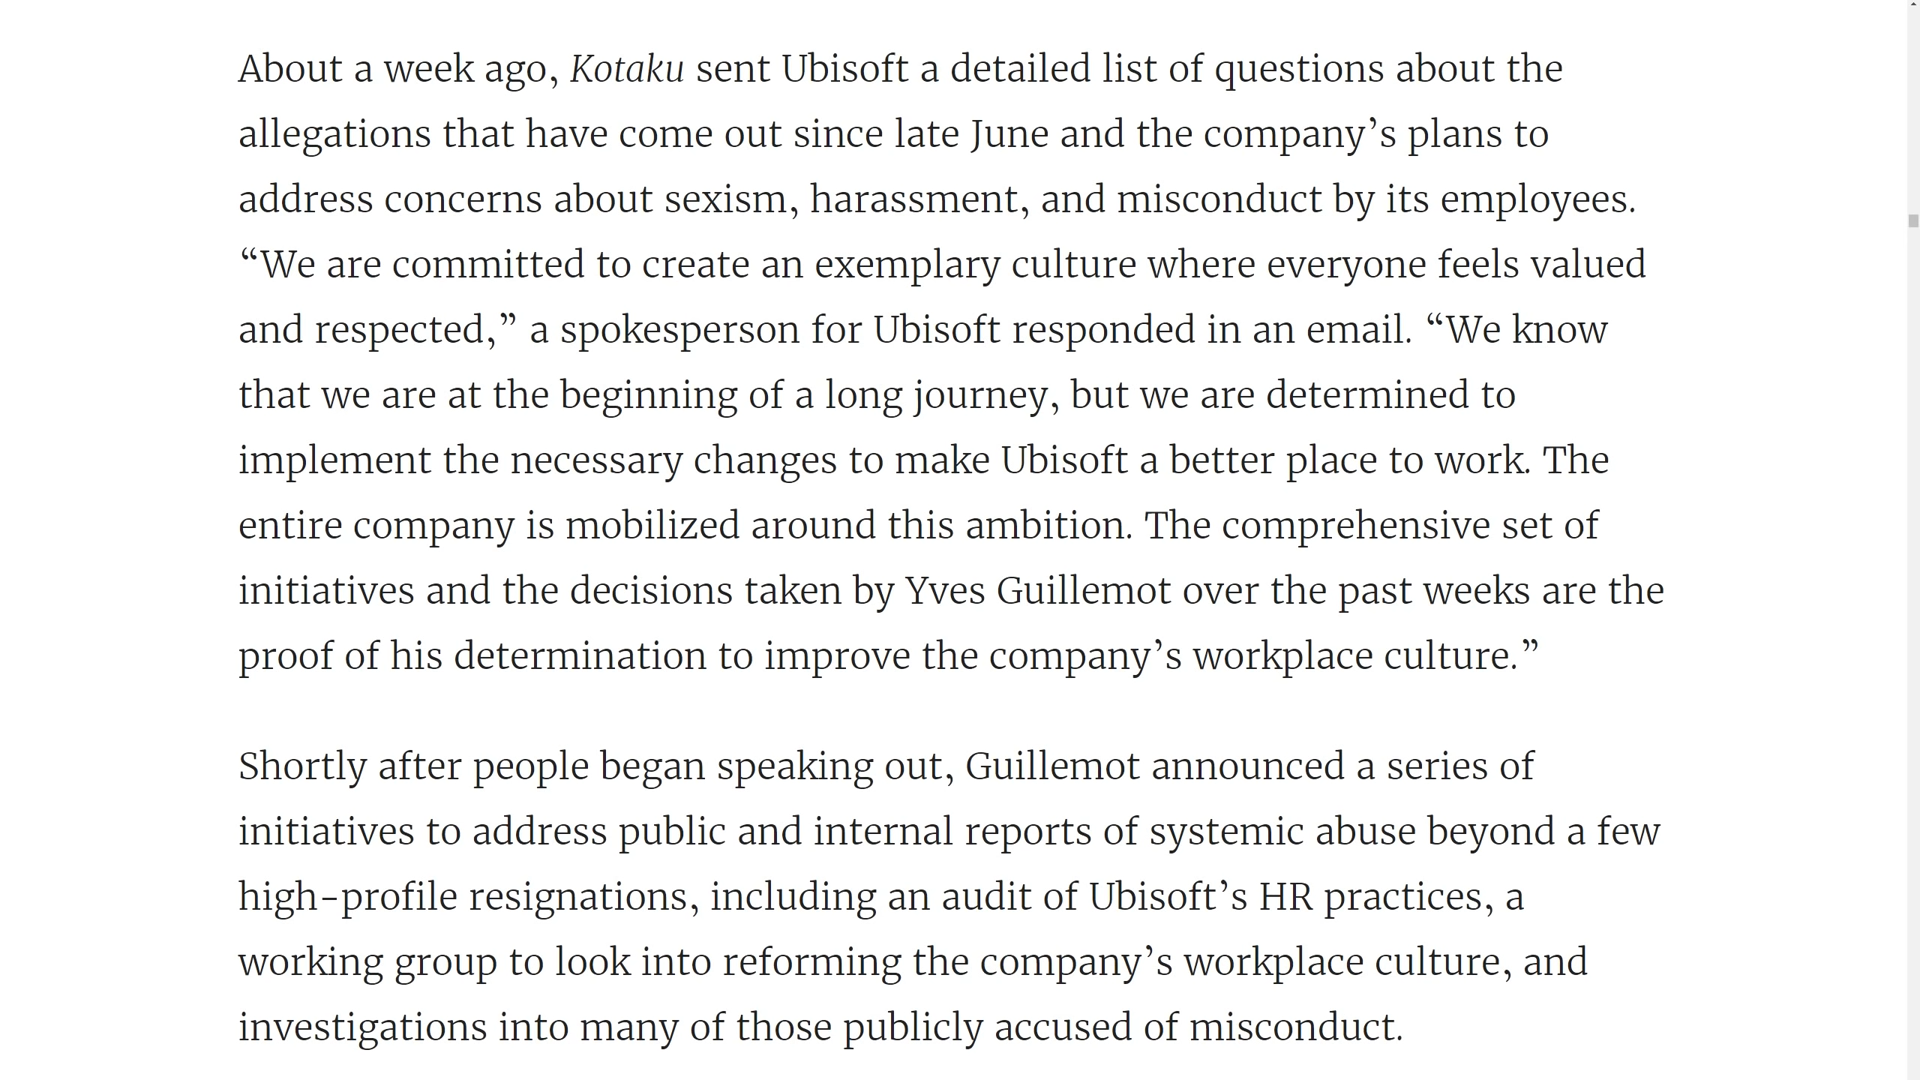 About a week ago, Kotaku sent Ubisoft a detailed list of questions about the
allegations that have come out since late June and the company’s plans to
address concerns about sexism, harassment, and misconduct by its employees.
“We are committed to create an exemplary culture where everyone feels valued
and respected,” a spokesperson for Ubisoft responded in an email. “We know
that we are at the beginning of a long journey, but we are determined to
implement the necessary changes to make Ubisoft a better place to work. The
entire company is mobilized around this ambition. The comprehensive set of
initiatives and the decisions taken by Yves Guillemot over the past weeks are the
proof of his determination to improve the company’s workplace culture.”
Shortly after people began speaking out, Guillemot announced a series of
initiatives to address public and internal reports of systemic abuse beyond a few
high-profile resignations, including an audit of Ubisoft’s HR practices, a
working group to look into reforming the company’s workplace culture, and
investigations into many of those publicly accused of misconduct.